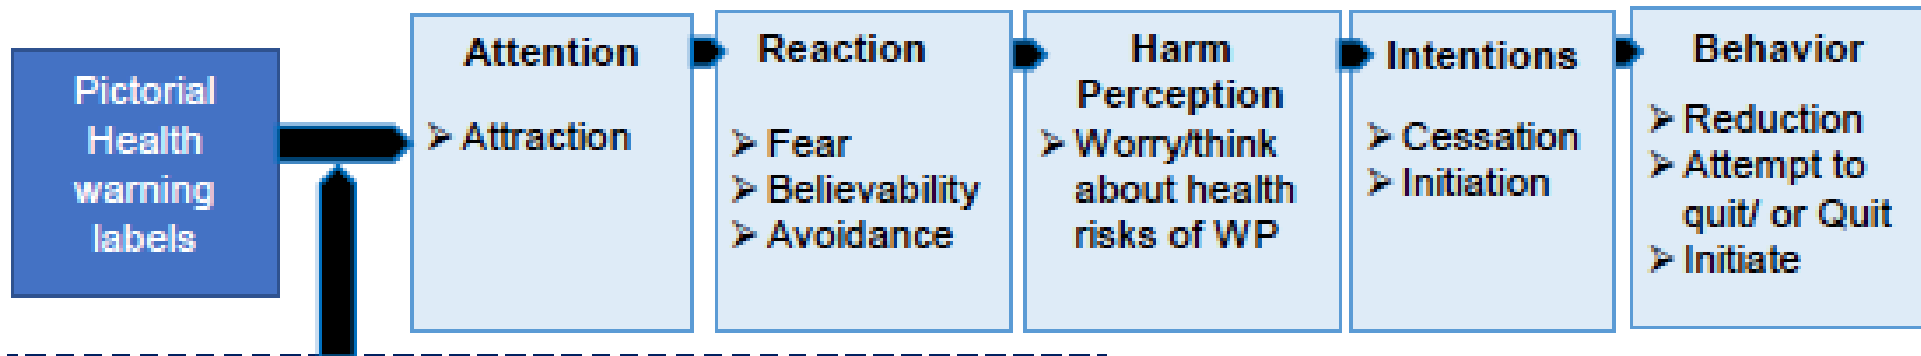 Pictorial
Health
warning
labels
Attention
➢ Attraction
Reaction
➢ Fear
➢ Believability
➢ Avoidance
Harm
Perception
➢ Worry/think
about health
risks of WP
Intentions
➢ Cessation
➢ Initiation
Behavior
➢ Reduction
➢ Attempt to
quit/ or Quit
➢ Initiate